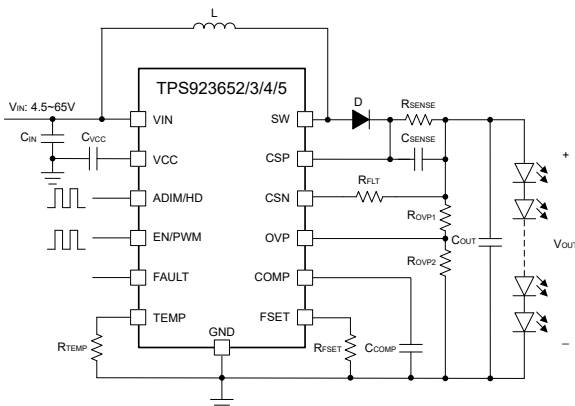 L
TPS923652/3/4/5
VIN: 4.5~65V
VIN
SW
D
RSENSE
CIN
CVCC
CSENSE
VCC
CSP
ADIM/HD
CSN
RFLT
EN/PWM
OVP
ROVP1
ROVP2
COUT
+
VOUT
–
FAULT
COMP
TEMP
FSET
GND
RTEMP
RFSET
CCOMP